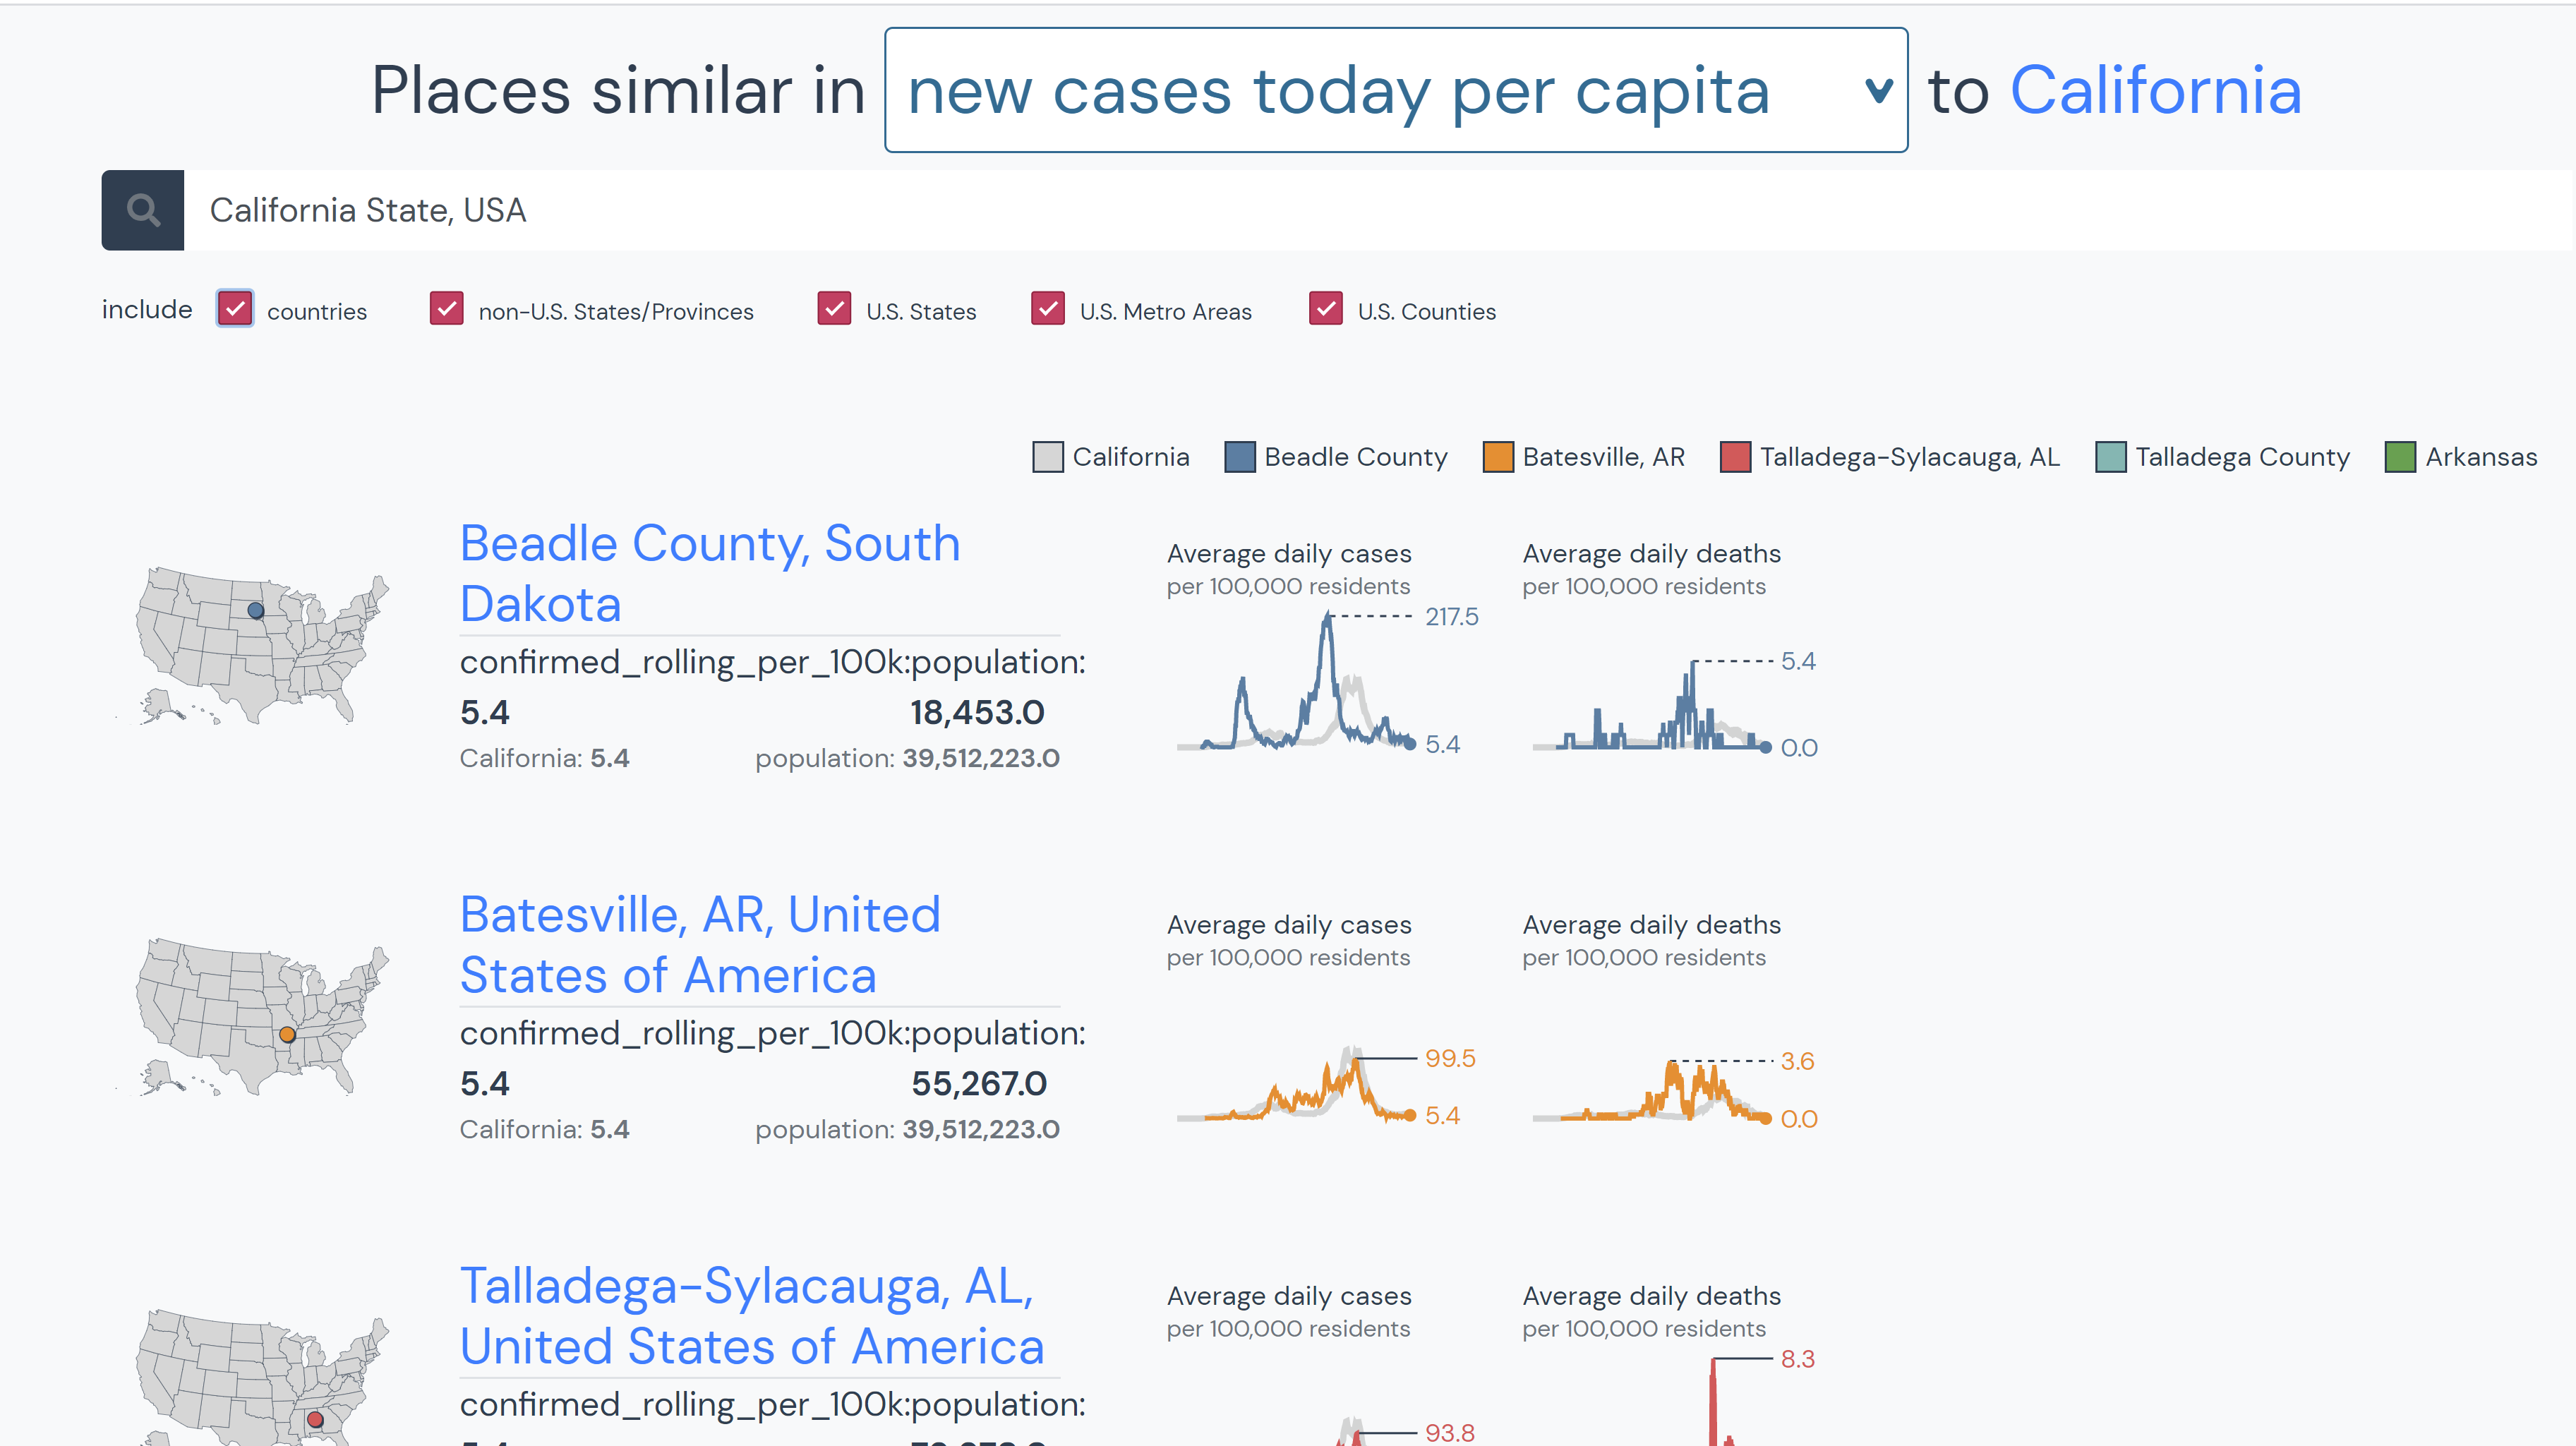 Places similar in new cases today per capita to California
California State, USA
include countries non-U.S. States/Provinces U.S. States U.S. Metro Areas U.S. Counties
California Beadle County Batesville, AR Talladega-Sylacauga, AL Talladega County Arkansas
Beadle County, South
Dakota
confirmed_rolling_per_100k:population:
5.4 18,453.0
California: 5.4 population: 39,512,223.0
Average daily cases
per 100,000 residents
217.5
5.4
Average daily deaths
per 100,000 residents
5.4
0.0
Batesville, AR, United
States of America
confirmed_rolling_per_100k:population:
5.4 55,267.0
California: 5.4 population: 39,512,223.0
Average daily cases
per 100,000 residents
99.5
5.4
Average daily deaths
per 100,000 residents
3.6
0.0
Talladega-Sylacauga, AL,
United States of America
confirmed_rolling_per_100k:population:
Average daily cases
per 100,000 residents
93.8
Average daily deaths
per 100,000 residents
8.3